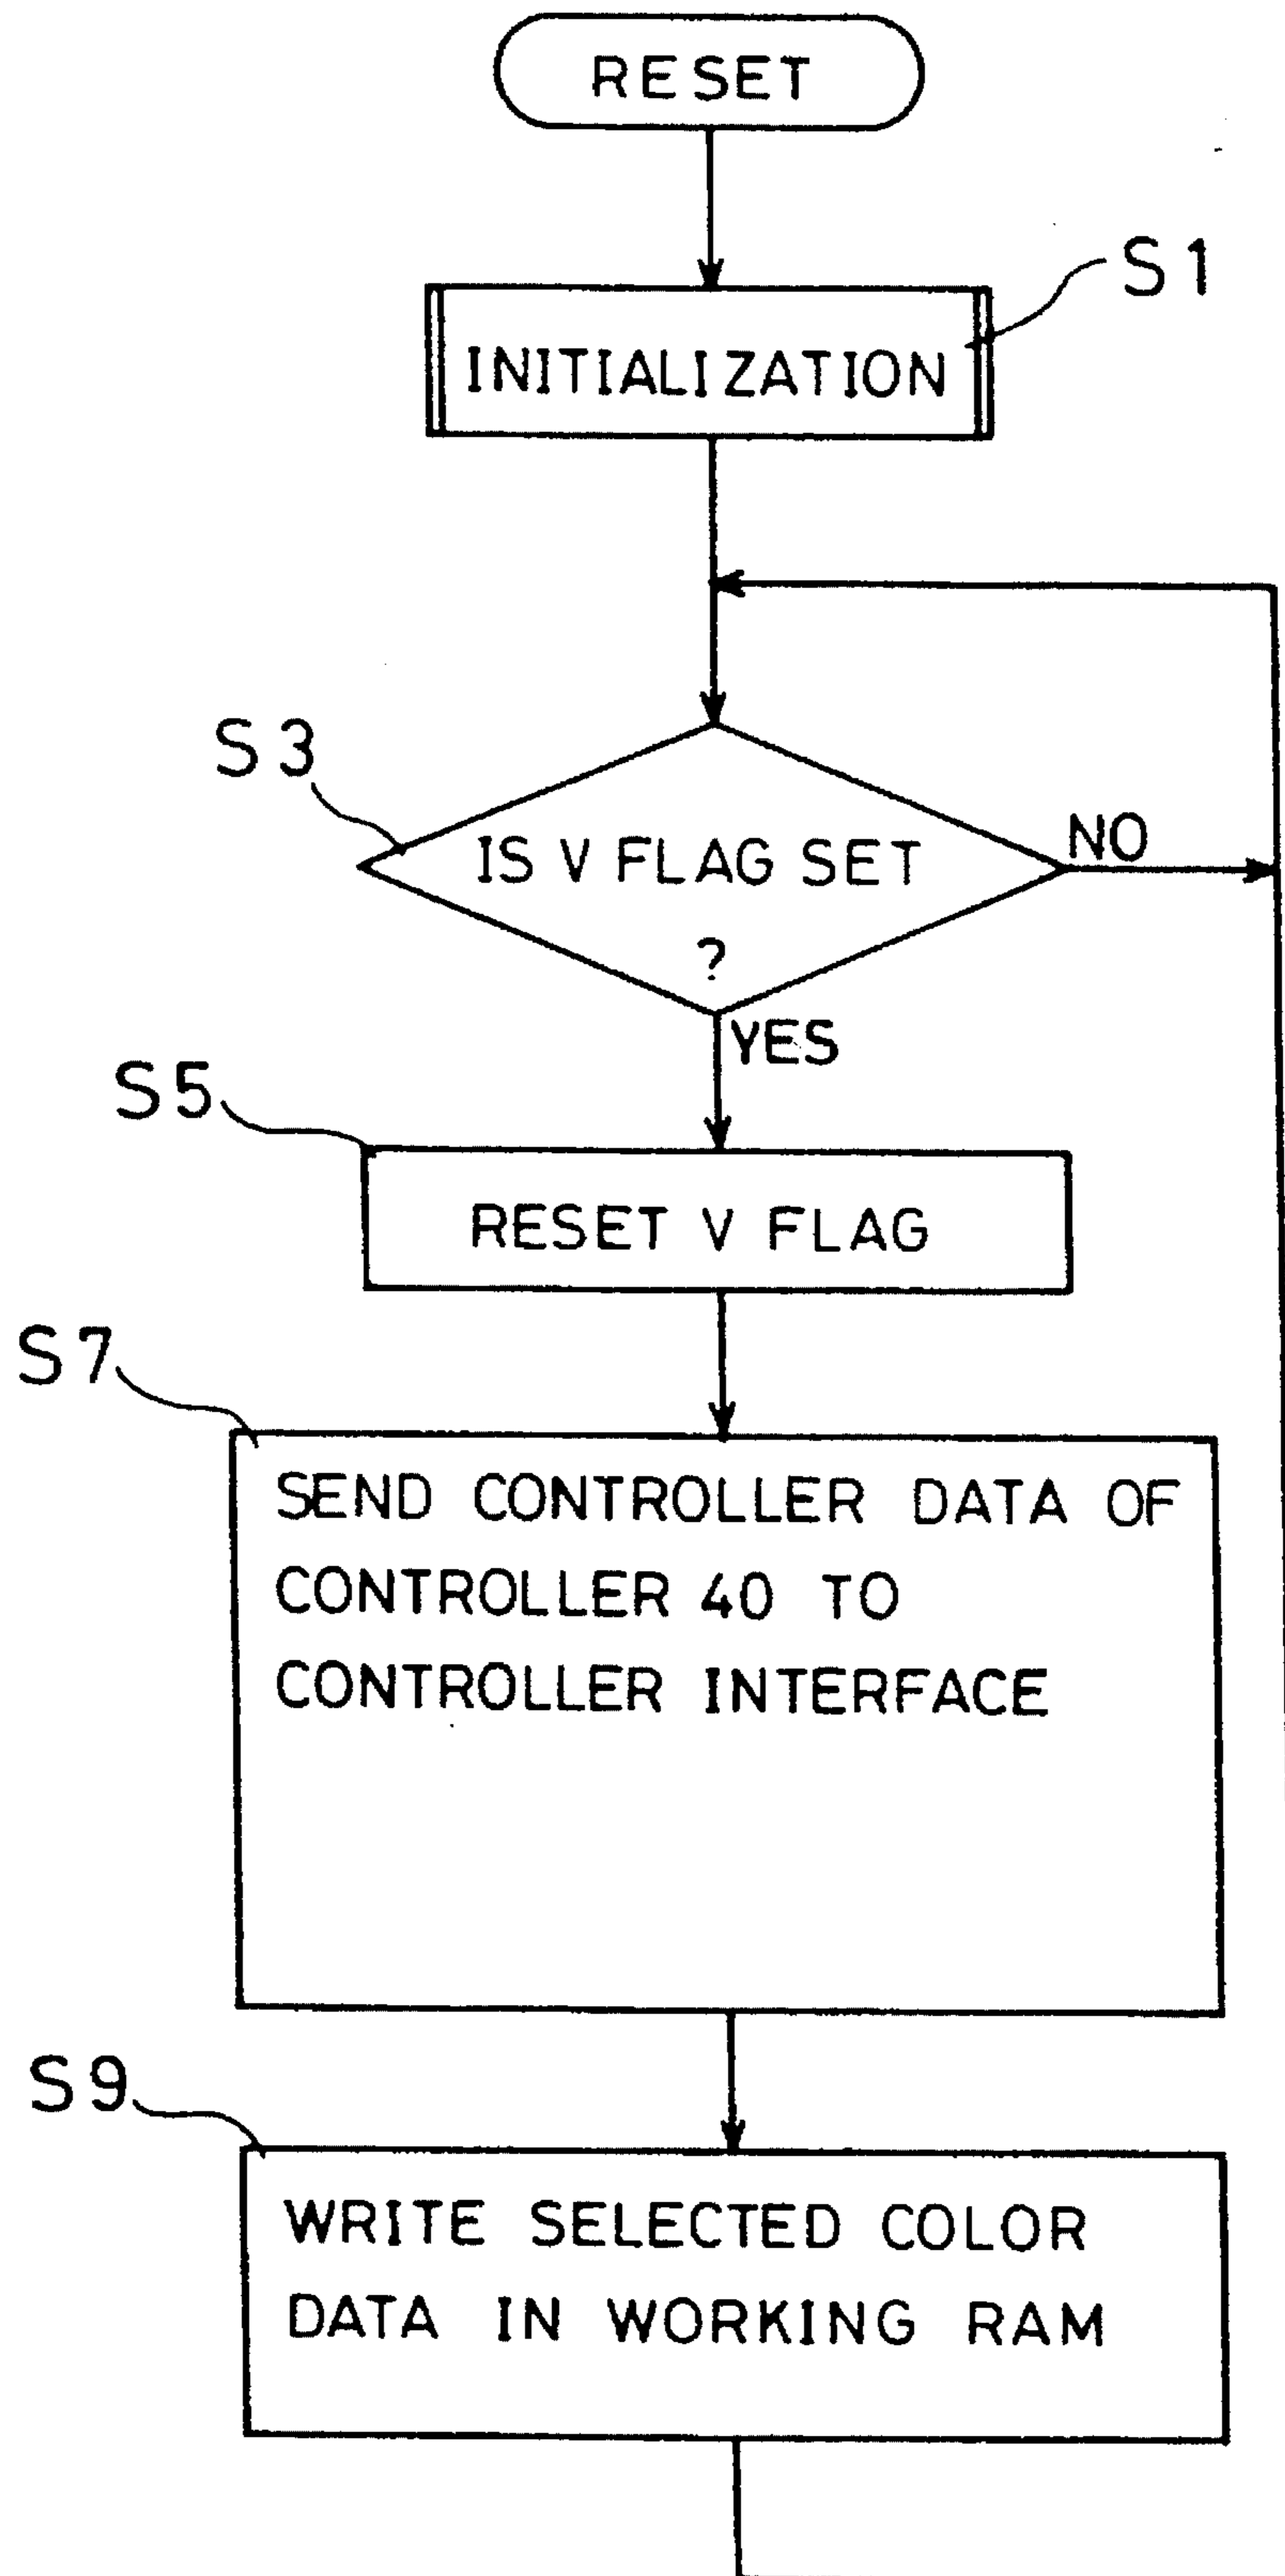 RESET
S1
INITIALIZATION
S3
IS V FLAG SET
?
NO
YES
S5
RESET V FLAG
S7
SEND CONTROLLER DATA OF
CONTROLLER 40 TO
CONTROLLER INTERFACE
S9
WRITE SELECTED COLOR
DATA IN WORKING RAM